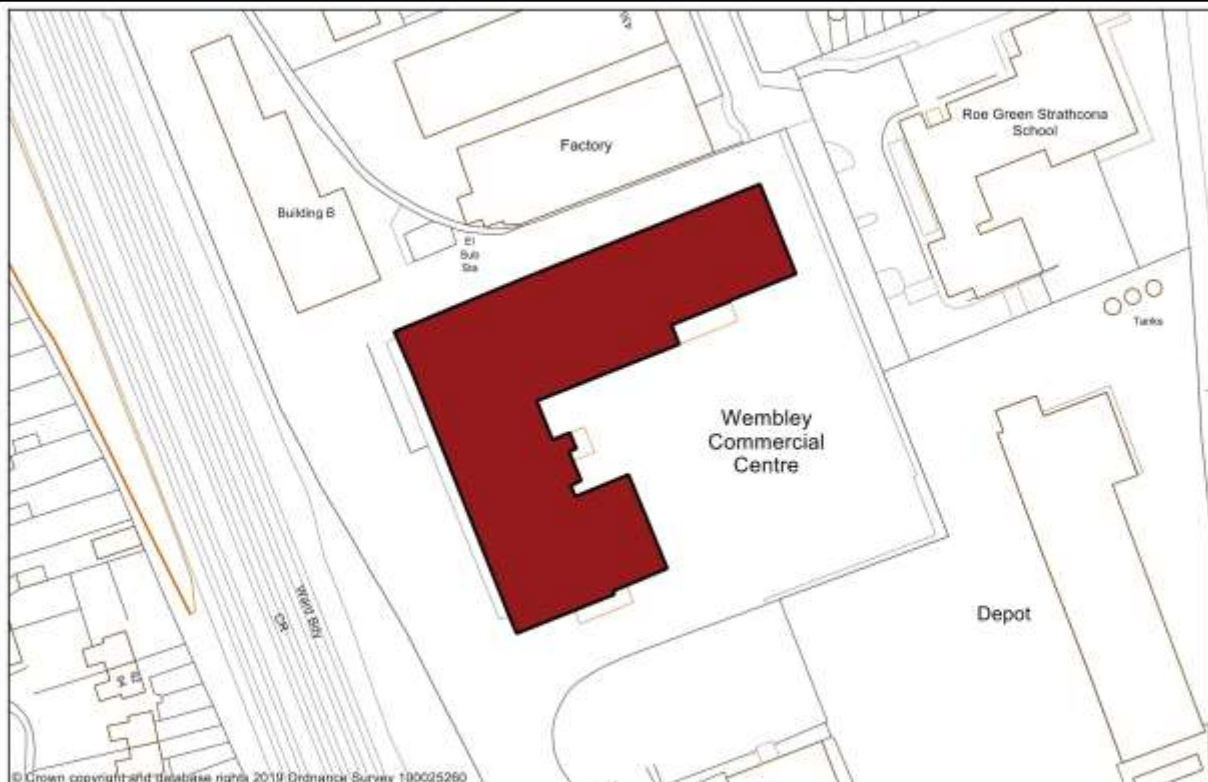 Roe Green Strathcona
School
Factory
Building B
El
Sub
Sta
Tanks
Wembley
Commercial
Centre
Ward Bdy
CR
Depot
© Crown copyright and database rights 2019 Ordnance Survey 100025260